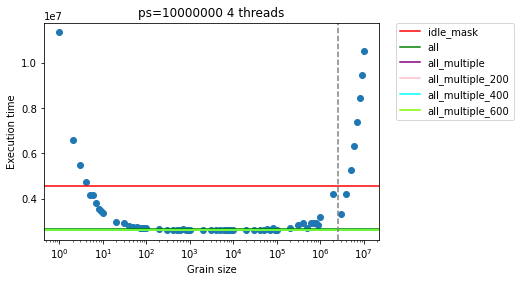 ps=10000000 4 threads
1e7
1.0
0.8
0.6
0.4
Execution time
10^0
10^1
10^2
10^3
10^4
10^5
10^6
10^7
Grain size
idle_mask
all
all_multiple
all_multiple_200
all_multiple_400
all_multiple_600